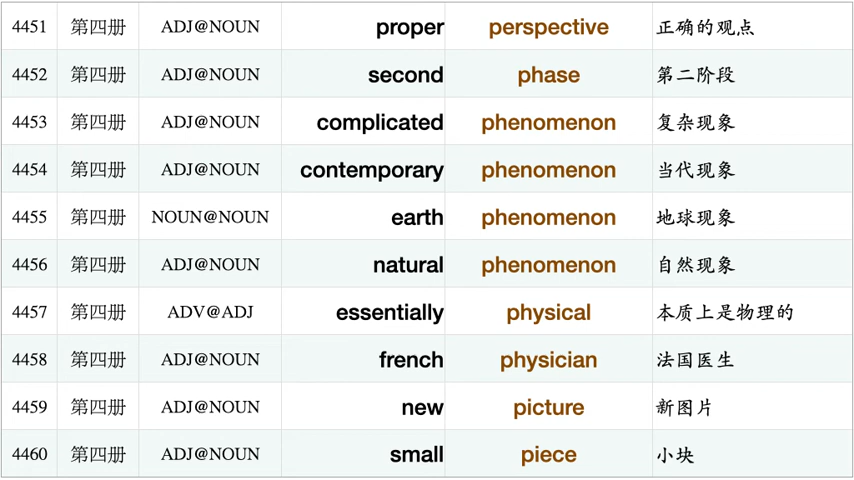 4451 第四册 ADJ@NOUN proper perspective 正确的观点
4452 第四册 ADJ@NOUN second phase 第二阶段
4453 第四册 ADJ@NOUN complicated phenomenon 复杂现象
4454 第四册 ADJ@NOUN contemporary phenomenon 当代现象
4455 第四册 NOUN@NOUN earth phenomenon 地球现象
4456 第四册 ADJ@NOUN natural phenomenon 自然现象
4457 第四册 ADV@ADJ essentially physical 本质上是物理的
4458 第四册 ADJ@NOUN french physician 法国医生
4459 第四册 ADJ@NOUN new picture 新图片
4460 第四册 ADJ@NOUN small piece 小块